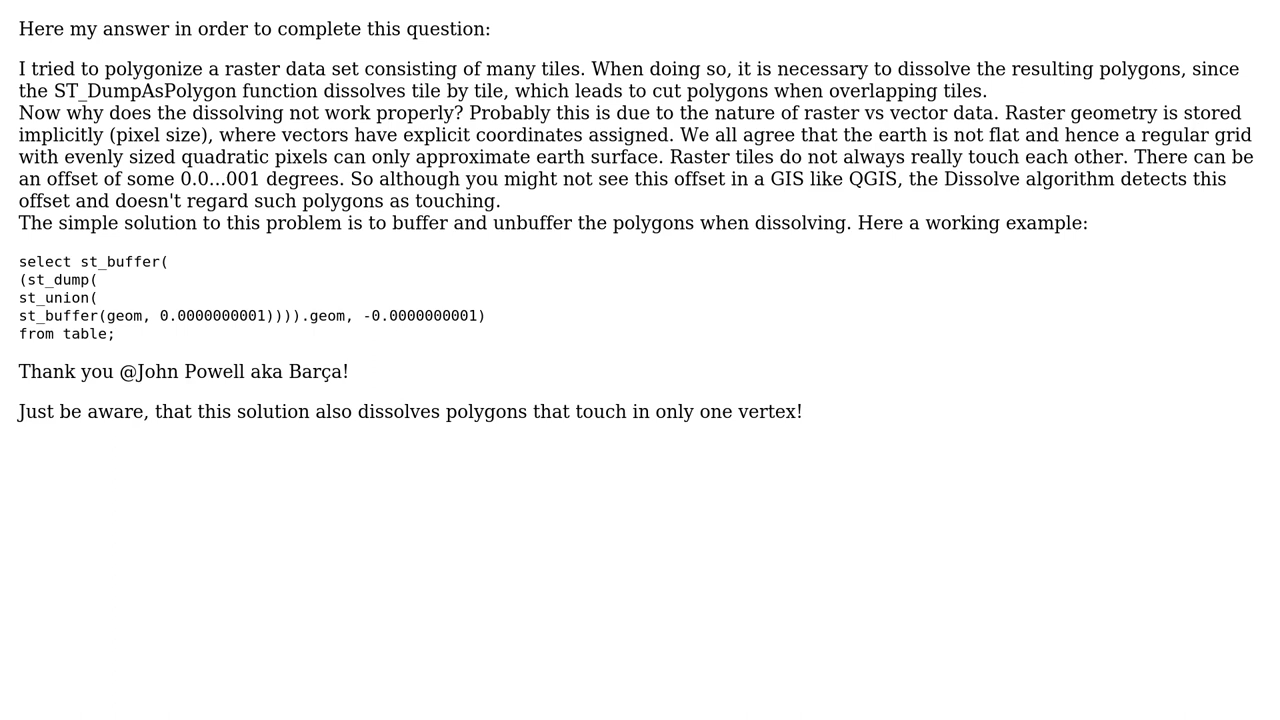 Here my answer in order to complete this question:
I tried to polygonize a raster data set consisting of many tiles. When doing so, it is necessary to dissolve the resulting polygons, since
the ST_DumpAsPolygon function dissolves tile by tile, which leads to cut polygons when overlapping tiles.
Now why does the dissolving not work properly? Probably this is due to the nature of raster vs vector data. Raster geometry is stored
implicitly (pixel size), where vectors have explicit coordinates assigned. We all agree that the earth is not flat and hence a regular grid
with evenly sized quadratic pixels can only approximate earth surface. Raster tiles do not always really touch each other. There can be
an offset of some 0.0...001 degrees. So although you might not see this offset in a GIS like QGIS, the Dissolve algorithm detects this
offset and doesn't regard such polygons as touching.
The simple solution to this problem is to buffer and unbuffer the polygons when dissolving. Here a working example:
select st_buffer(
(st_dump(
st_union(
st_buffer(geom, 0.0000000001)))).geom, -0.0000000001)
from table;
Thank you @John Powell aka Barça!
Just be aware, that this solution also dissolves polygons that touch in only one vertex!